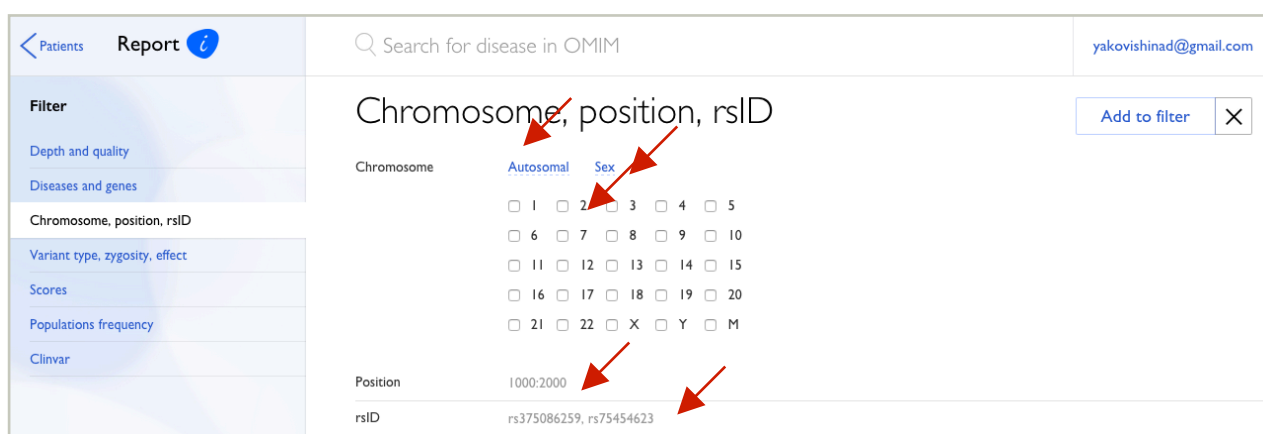 Patients Report i
Search for disease in OMIM
yakovishinad@gmail.com
Filter
Depth and quality
Diseases and genes
Chromosome, position, rsID
Variant type, zygosity, effect
Scores
Populations frequency
Clinvar
Chromosome, position, rsID
Add to filter
Chromosome Autosomal Sex
1 2 3 4 5
6 7 8 9 10
11 12 13 14 15
16 17 18 19 20
21 22 X Y M
Position 1000:2000
rsID rs375086259, rs75454623